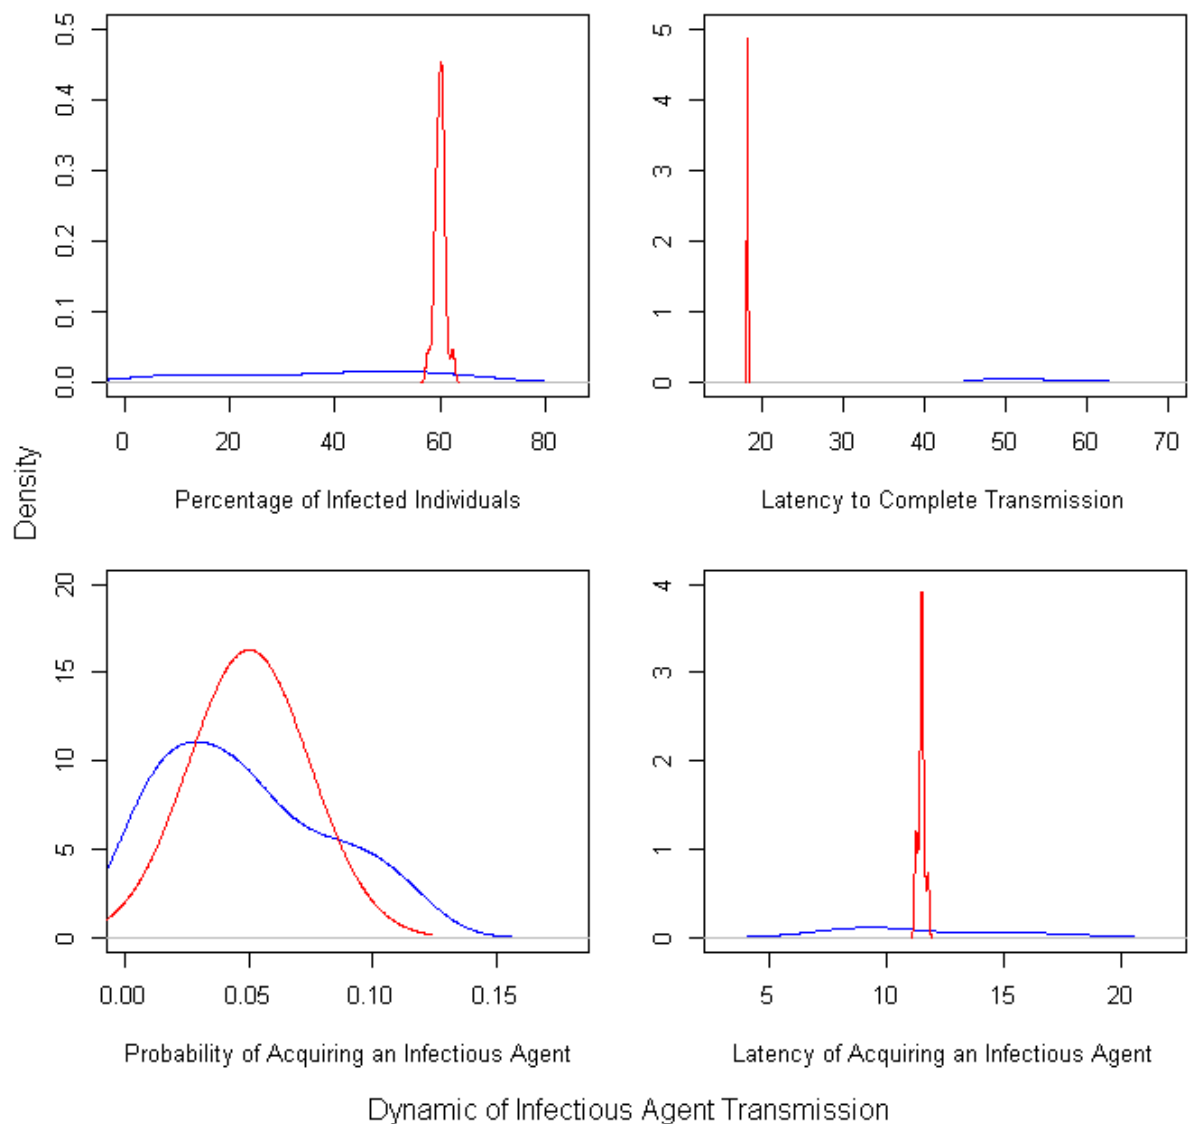 0.0 0.1 0.2 0.3 0.4 0.5
0 20 40 60 80
Percentage of Infected Individuals
0 1 2 3 4 5
20 30 40 50 60 70
Latency to Complete Transmission
Density
0 5 10 15 20
0.00 0.05 0.10 0.15
Probability of Acquiring an Infectious Agent
0 1 2 3 4
5 10 15 20
Latency of Acquiring an Infectious Agent
Dynamic of Infectious Agent Transmission